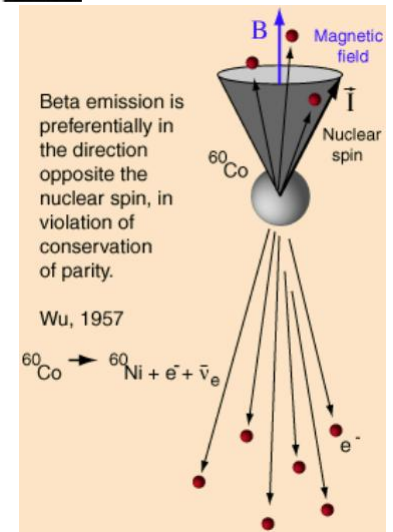 B
Magnetic
field
Beta emission is
preferentially in
the direction
opposite the
nuclear spin, in
violation of
conservation
of parity.
I⃗
Nuclear
spin
⁶⁰Co
Wu, 1957
⁶⁰Co → ⁶⁰Ni + e⁻ + ν̅ₑ
e⁻